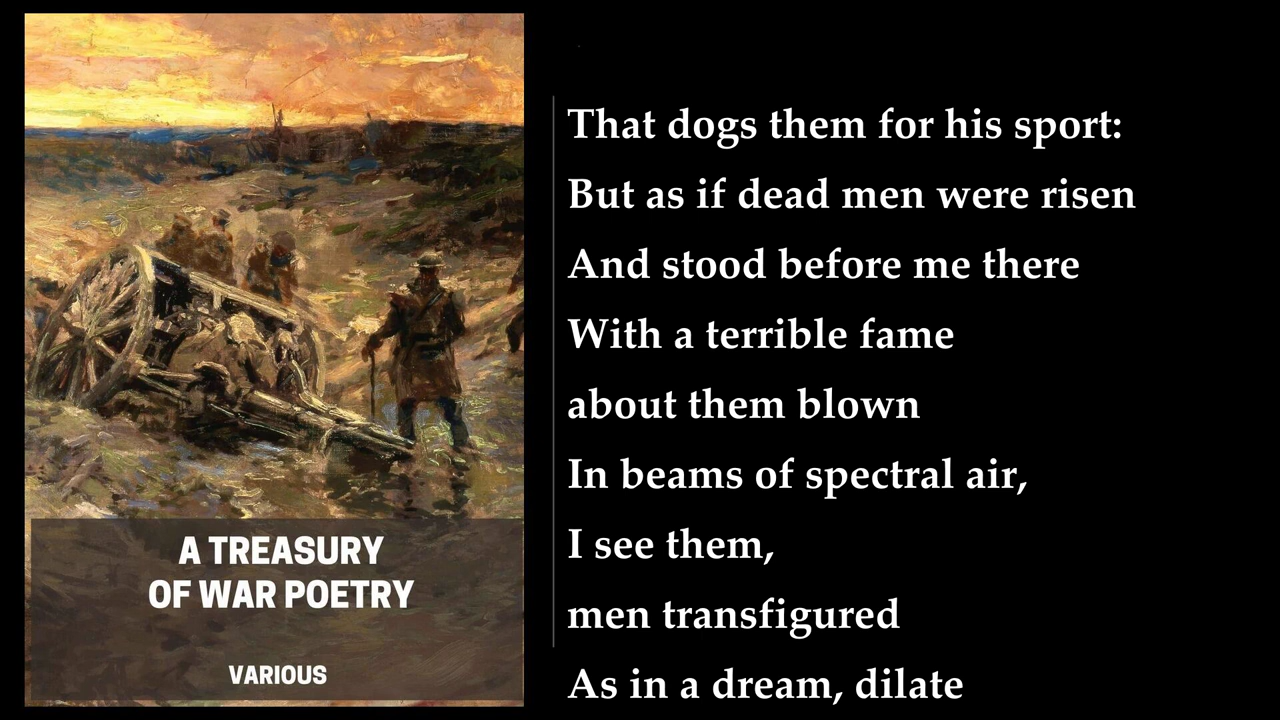 A TREASURY
OF WAR POETRY
VARIOUS
That dogs them for his sport:
But as if dead men were risen
And stood before me there
With a terrible fame
about them blown
In beams of spectral air,
I see them,
men transfigured
As in a dream, dilate